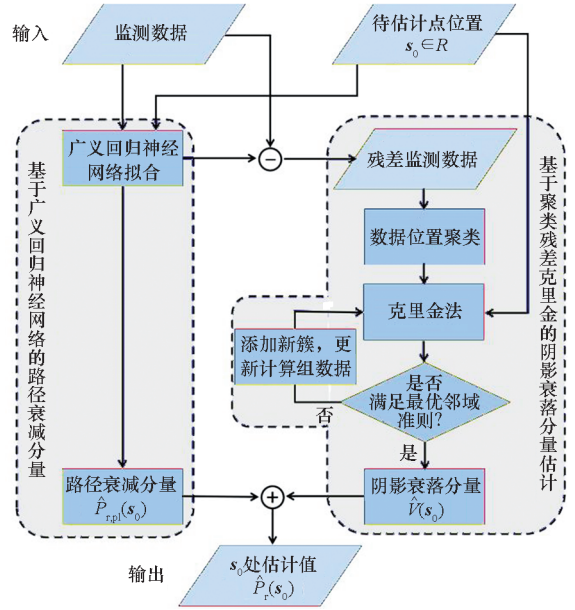 输入
监测数据
待估计点位置
s₀∈R
基于广义回归神经网络的路径衰减分量
广义回归神经
网络拟合
−
残差监测数据
数据位置聚类
克里金法
添加新簇，更
新计算组数据
是否
满足最优邻域
准则?
否
是
基于聚类残差克里金的阴影衰落分量估计
路径衰减分量
P̂r,pl(s₀)
+
阴影衰落分量
V̂(s₀)
输出
s₀处估计值
P̂r(s₀)